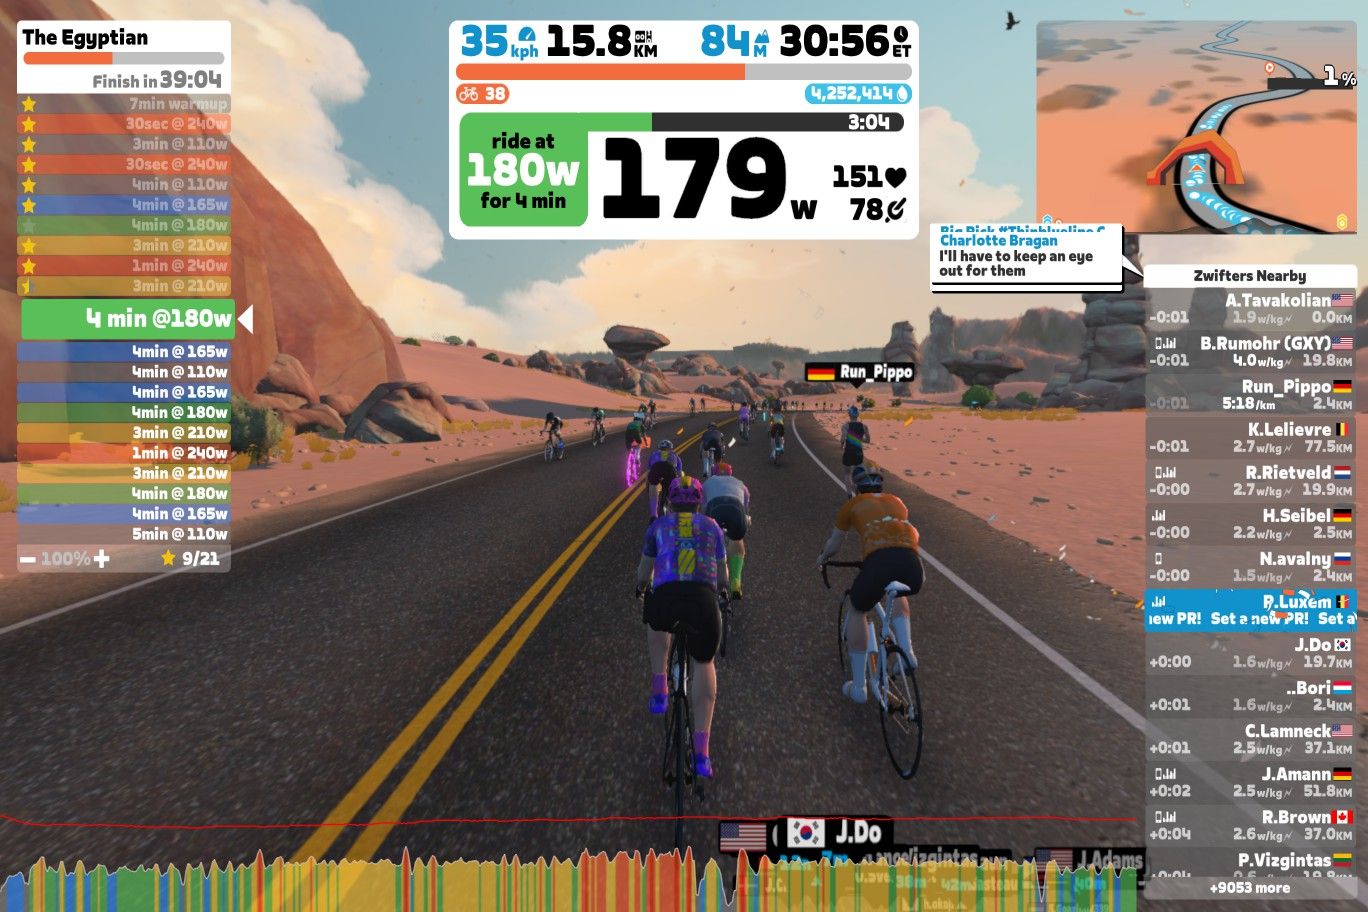 The Egyptian
Finish in 39:04
7min warmup
30sec @ 240w
3min @ 110w
30sec @ 240w
4min @ 110w
4min @ 165w
4min @ 180w
3min @ 210w
1min @ 240w
3min @ 210w
4 min @180w
4min @ 165w
4min @ 110w
4min @ 165w
4min @ 180w
3min @ 210w
1min @ 240w
3min @ 210w
4min @ 180w
4min @ 165w
5min @ 110w
− 100% +
9/21
35 kph 15.8 KM 84 M 30:56 ET
38
4,252,414
ride at
180w
for 4 min
3:04
179 w
151
78
1 %
Charlotte Bragan
I'll have to keep an eye
out for them
Zwifters Nearby
A.Tavakolian
-0:01 1.9w/kg 0.0KM
B.Rumohr (GXY)
-0:01 4.0w/kg 19.8KM
Run_Pippo
-0:01 5:18/km 2.4KM
K.Lelievre
-0:01 2.7w/kg 77.5KM
R.Rietveld
-0:00 2.7w/kg 19.9KM
H.Seibel
-0:00 2.2w/kg 2.5KM
N.avalny
-0:00 1.5w/kg 2.4KM
P.Luxem
new PR! Set a new PR! Set a
J.Do
+0:00 1.6w/kg 19.7KM
..Bori
+0:01 1.6w/kg 2.4KM
C.Lamneck
+0:01 2.5w/kg 37.1KM
J.Amann
+0:02 2.5w/kg 51.8KM
R.Brown
+0:04 2.6w/kg 37.0KM
P.Vizgintas
+9053 more
Run_Pippo
J.Do
J.Adams